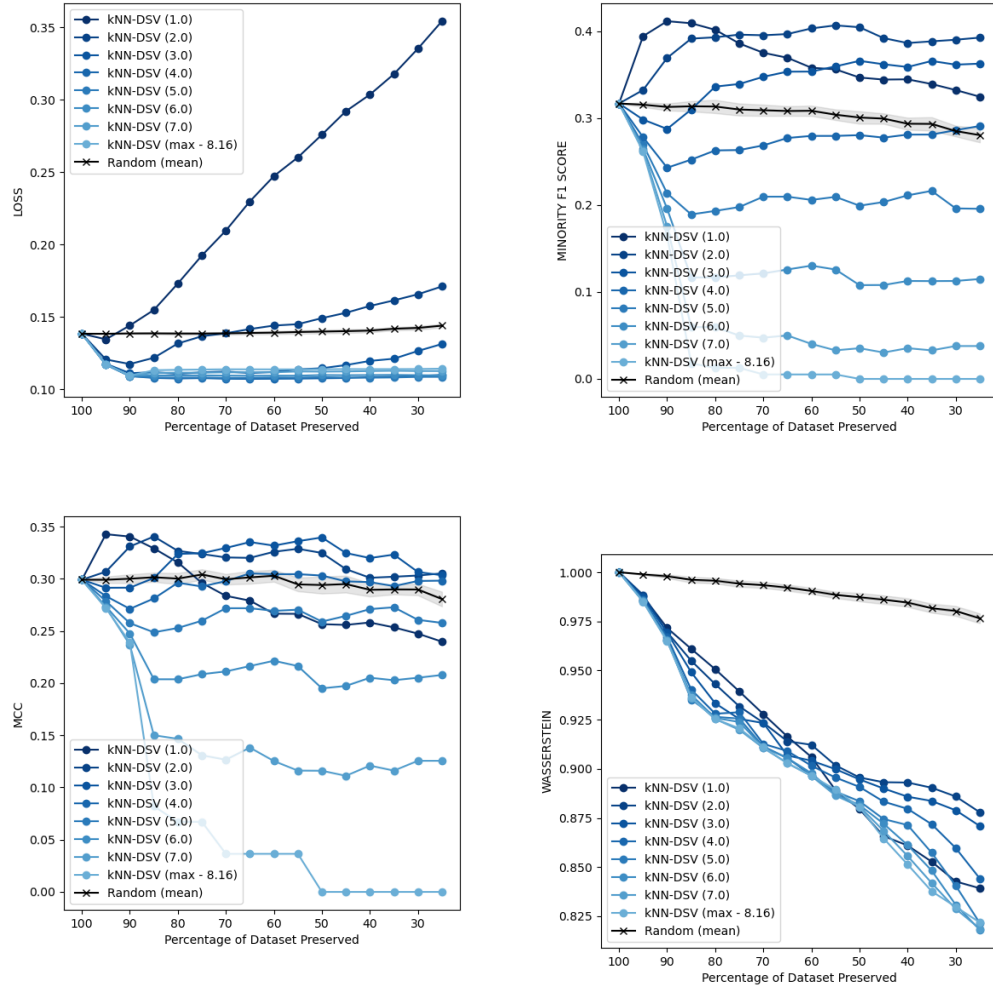 kNN-DSV (1.0)
kNN-DSV (2.0)
kNN-DSV (3.0)
kNN-DSV (4.0)
kNN-DSV (5.0)
kNN-DSV (6.0)
kNN-DSV (7.0)
kNN-DSV (max - 8.16)
Random (mean)
0.35
0.30
0.25
0.20
0.15
0.10
LOSS
100
90
80
70
60
50
40
30
Percentage of Dataset Preserved
0.4
0.3
0.2
0.1
0.0
MINORITY F1 SCORE
kNN-DSV (1.0)
kNN-DSV (2.0)
kNN-DSV (3.0)
kNN-DSV (4.0)
kNN-DSV (5.0)
kNN-DSV (6.0)
kNN-DSV (7.0)
kNN-DSV (max - 8.16)
Random (mean)
100
90
80
70
60
50
40
30
Percentage of Dataset Preserved
0.35
0.30
0.25
0.20
0.15
0.10
0.05
0.00
MCC
kNN-DSV (1.0)
kNN-DSV (2.0)
kNN-DSV (3.0)
kNN-DSV (4.0)
kNN-DSV (5.0)
kNN-DSV (6.0)
kNN-DSV (7.0)
kNN-DSV (max - 8.16)
Random (mean)
100
90
80
70
60
50
40
30
Percentage of Dataset Preserved
1.000
0.975
0.950
0.925
0.900
0.875
0.850
0.825
WASSERSTEIN
kNN-DSV (1.0)
kNN-DSV (2.0)
kNN-DSV (3.0)
kNN-DSV (4.0)
kNN-DSV (5.0)
kNN-DSV (6.0)
kNN-DSV (7.0)
kNN-DSV (max - 8.16)
Random (mean)
100
90
80
70
60
50
40
30
Percentage of Dataset Preserved